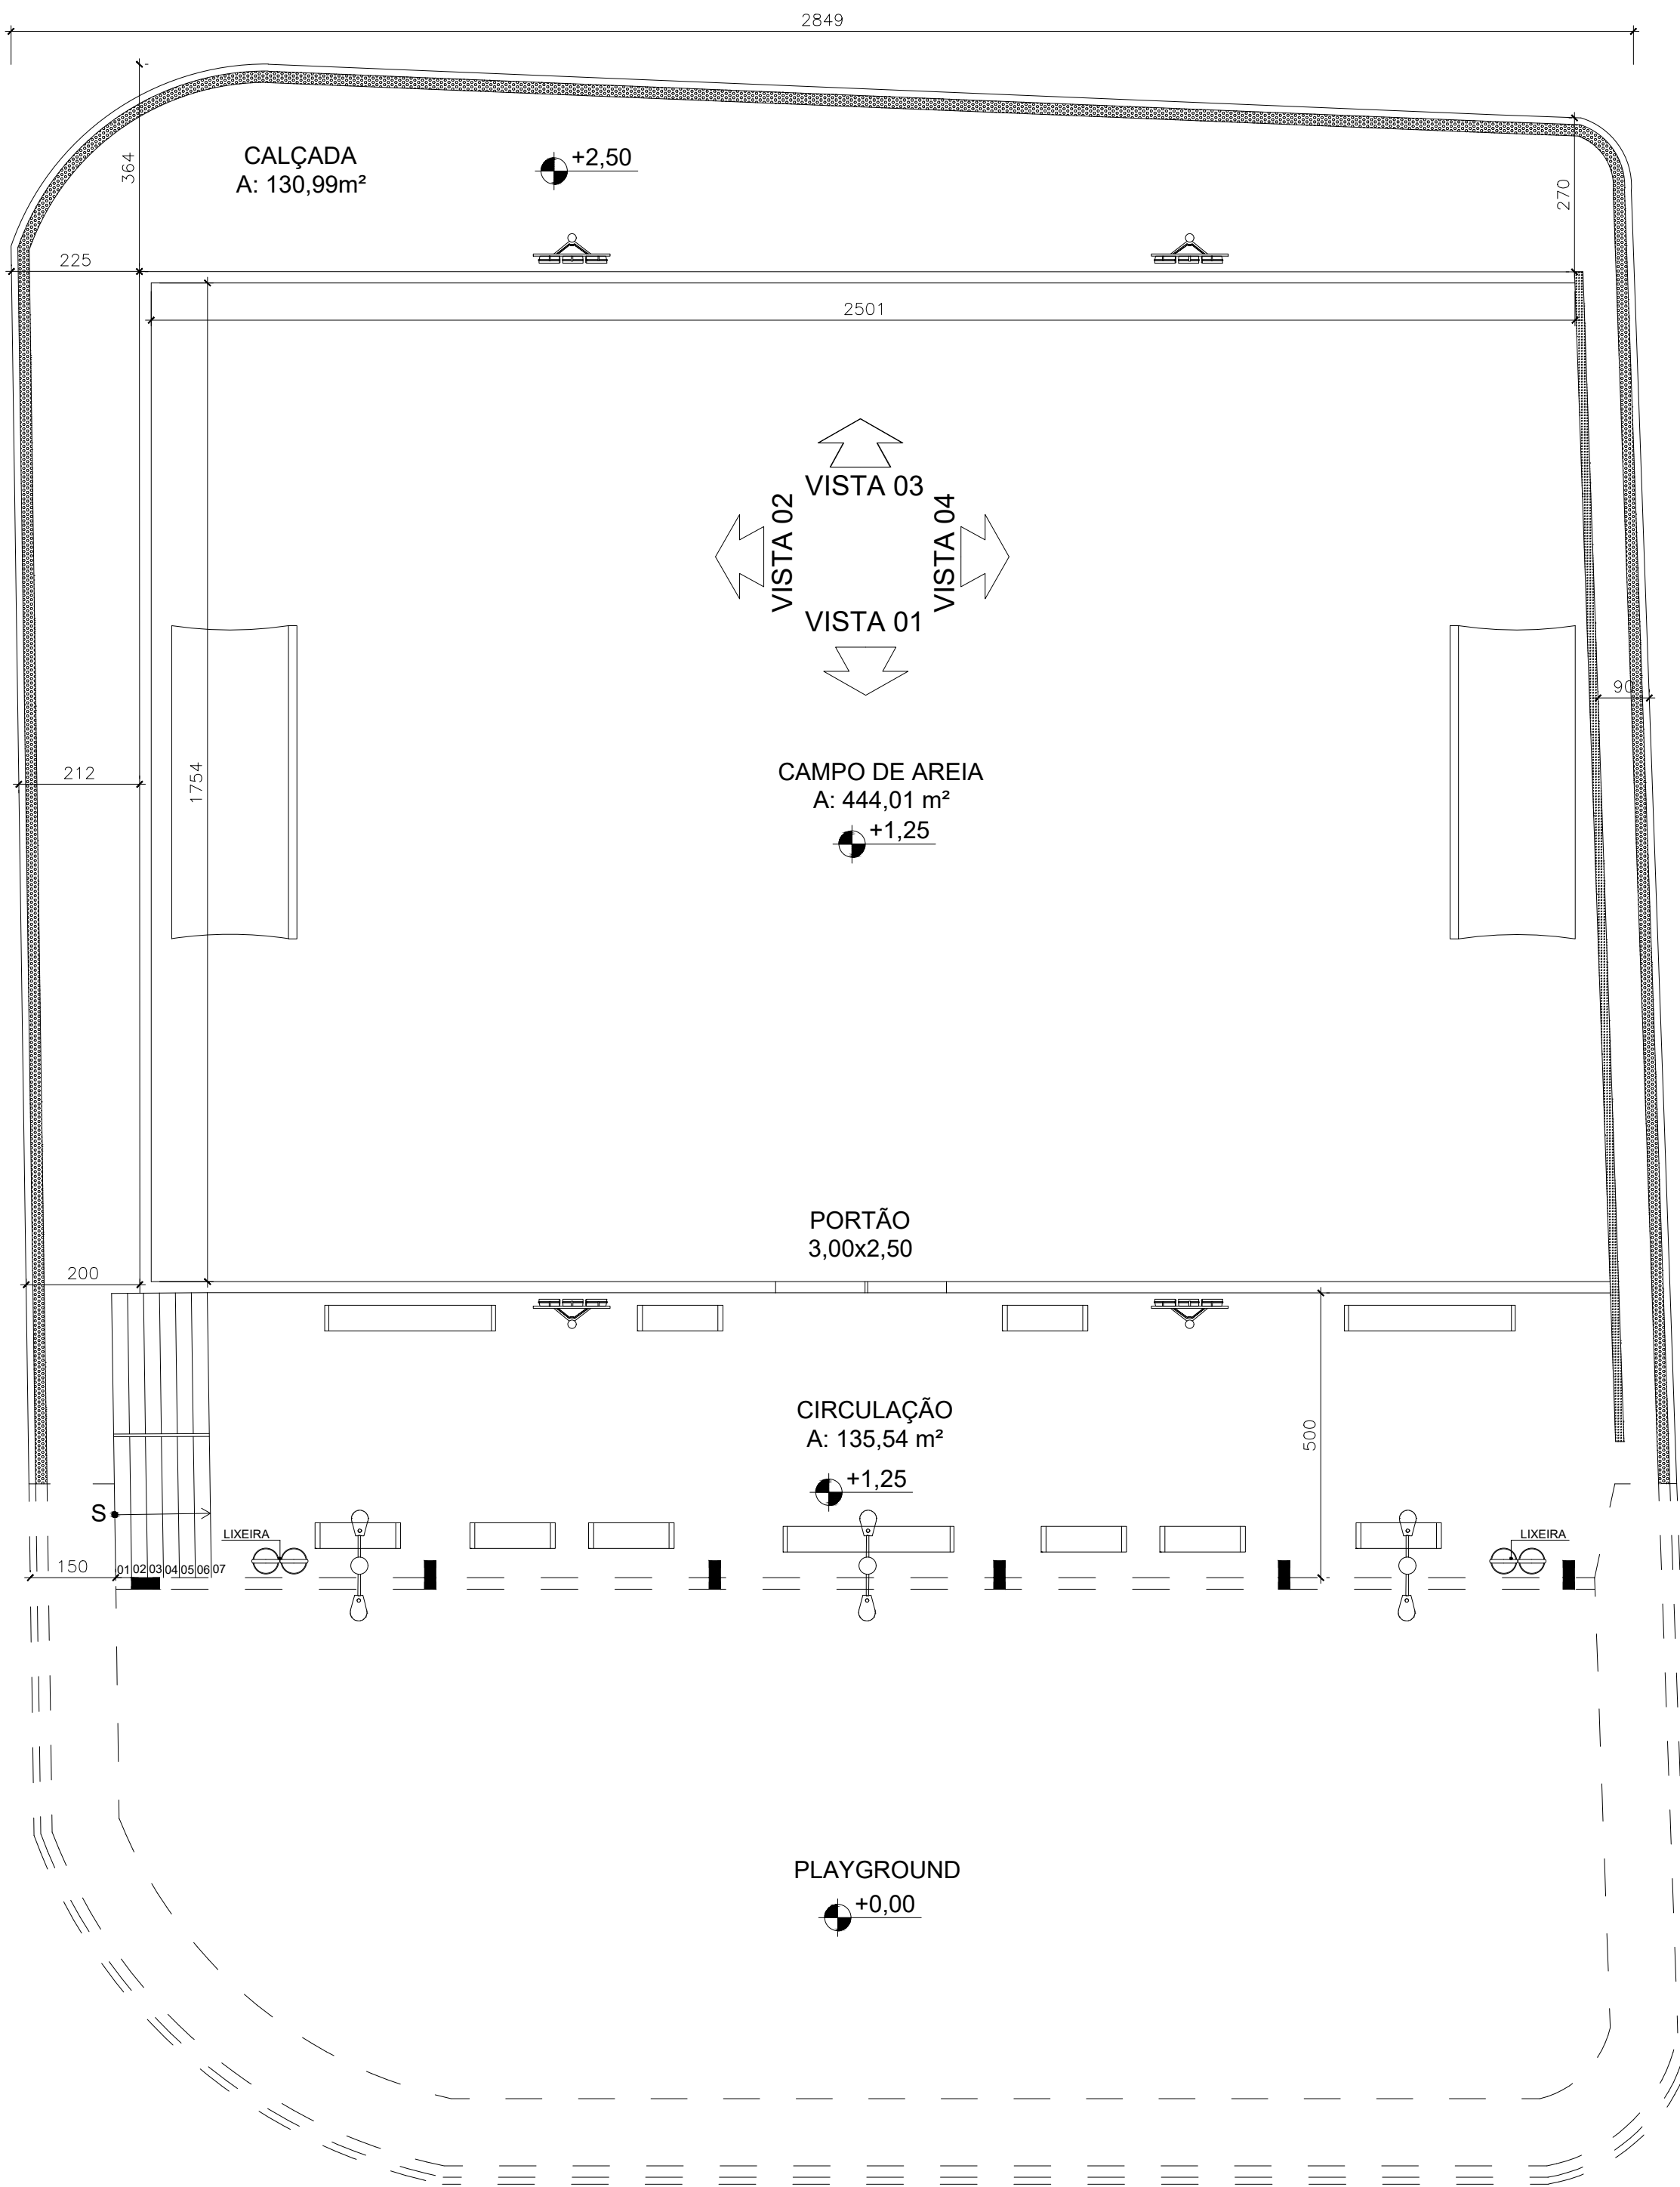 2849
364
CALÇADA
A: 130,99m²
+2,50
270
225
2501
VISTA 03
VISTA 02
VISTA 04
VISTA 01
90
212
1754
CAMPO DE AREIA
A: 444,01 m²
+1,25
PORTÃO
3,00x2,50
200
CIRCULAÇÃO
A: 135,54 m²
500
+1,25
S
LIXEIRA
LIXEIRA
150
01 02 03 04 05 06 07
PLAYGROUND
+0,00